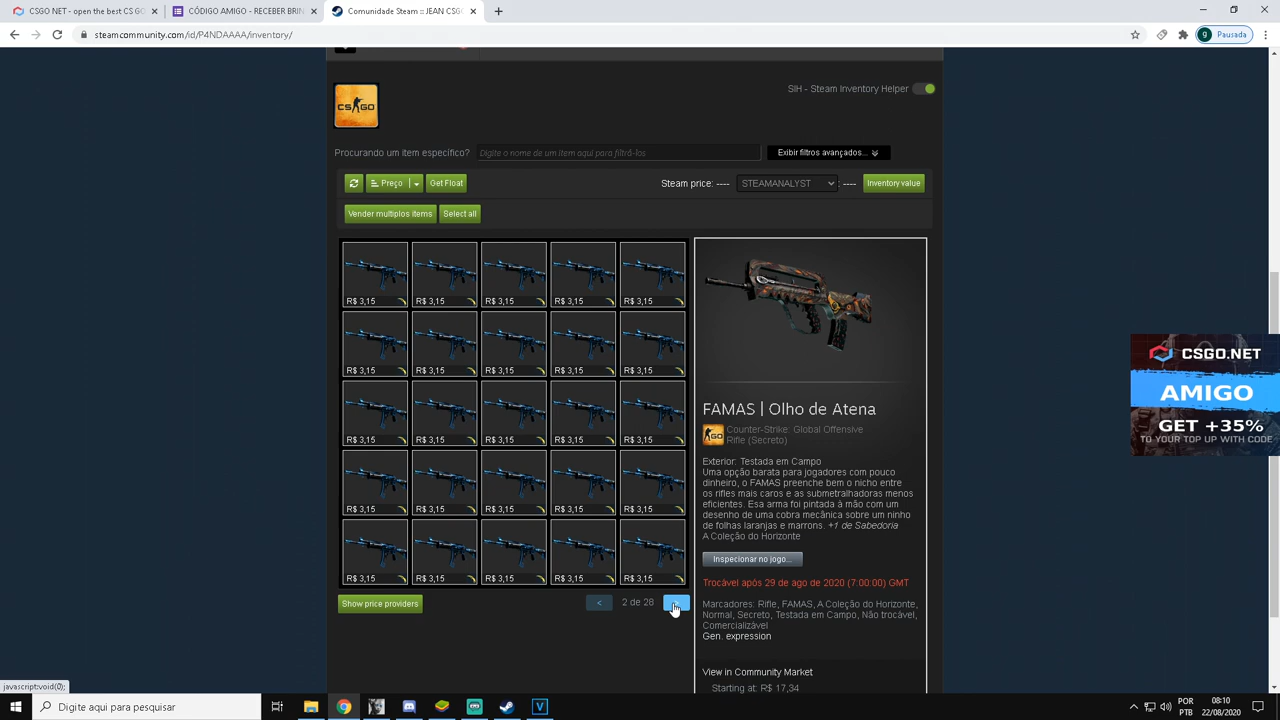 CSGO NET - open the best CS GO
CÓDIGO AMIGO - RECEBER BRIN
Comunidade Steam :: JEAN CSGO
steamcommunity.com/id/P4NDAAAA/inventory/
g Pausada
CS GO
SIH - Steam Inventory Helper
Procurando um item específico?
Digite o nome de um item aqui para filtrá-los
Exibir filtros avançados...
Preço
Get Float
Steam price: ----
STEAMANALYST
: ----
Inventory value
Vender multiplos items
Select all
R$ 3,15 R$ 3,15 R$ 3,15 R$ 3,15 R$ 3,15
R$ 3,15 R$ 3,15 R$ 3,15 R$ 3,15 R$ 3,15
R$ 3,15 R$ 3,15 R$ 3,15 R$ 3,15 R$ 3,15
R$ 3,15 R$ 3,15 R$ 3,15 R$ 3,15 R$ 3,15
R$ 3,15 R$ 3,15 R$ 3,15 R$ 3,15 R$ 3,15
Show price providers
< 2 de 28
FAMAS | Olho de Atena
Counter-Strike: Global Offensive
Rifle (Secreto)
Exterior: Testada em Campo
Uma opção barata para jogadores com pouco
dinheiro, o FAMAS preenche bem o nicho entre
os rifles mais caros e as submetralhadoras menos
eficientes. Esa arma foi pintada à mão com um
desenho de uma cobra mecânica sobre um ninho
de folhas laranjas e marrons. +1 de Sabedoria
A Coleção do Horizonte
Inspecionar no jogo...
Trocável após 29 de ago de 2020 (7:00:00) GMT
Marcadores: Rifle, FAMAS, A Coleção do Horizonte,
Normal, Secreto, Testada em Campo, Não trocável,
Comercializável
Gen. expression
View in Community Market
Starting at: R$ 17,34
CSGO.NET
AMIGO
GET +35%
TO YOUR TOP UP WITH CODE
javascript:void(0);
Digite aqui para pesquisar
POR
PTB
08:10
22/08/2020